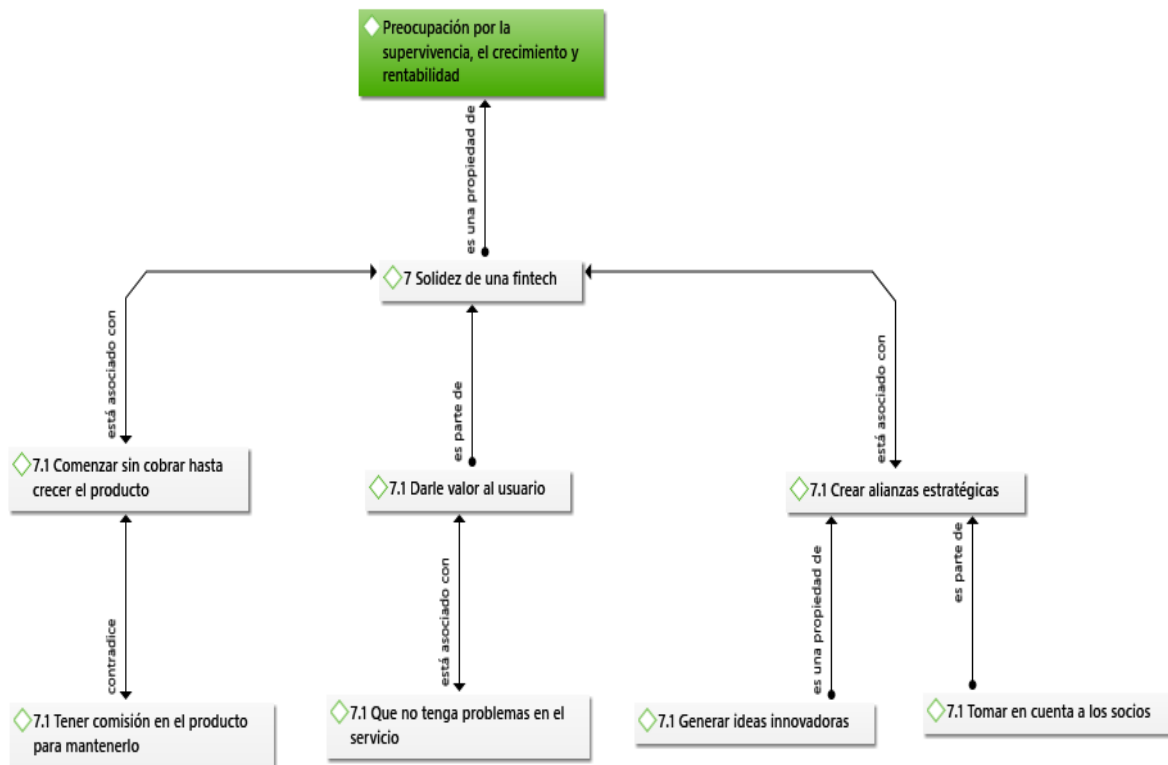 Preocupación por la
supervivencia, el crecimiento y
rentabilidad
es una propiedad de
7 Solidez de una fintech
está asociado con
es parte de
está asociado con
7.1 Comenzar sin cobrar hasta
crecer el producto
7.1 Darle valor al usuario
7.1 Crear alianzas estratégicas
contradice
está asociado con
es una propiedad de
es parte de
7.1 Tener comisión en el producto
para mantenerlo
7.1 Que no tenga problemas en el
servicio
7.1 Generar ideas innovadoras
7.1 Tomar en cuenta a los socios